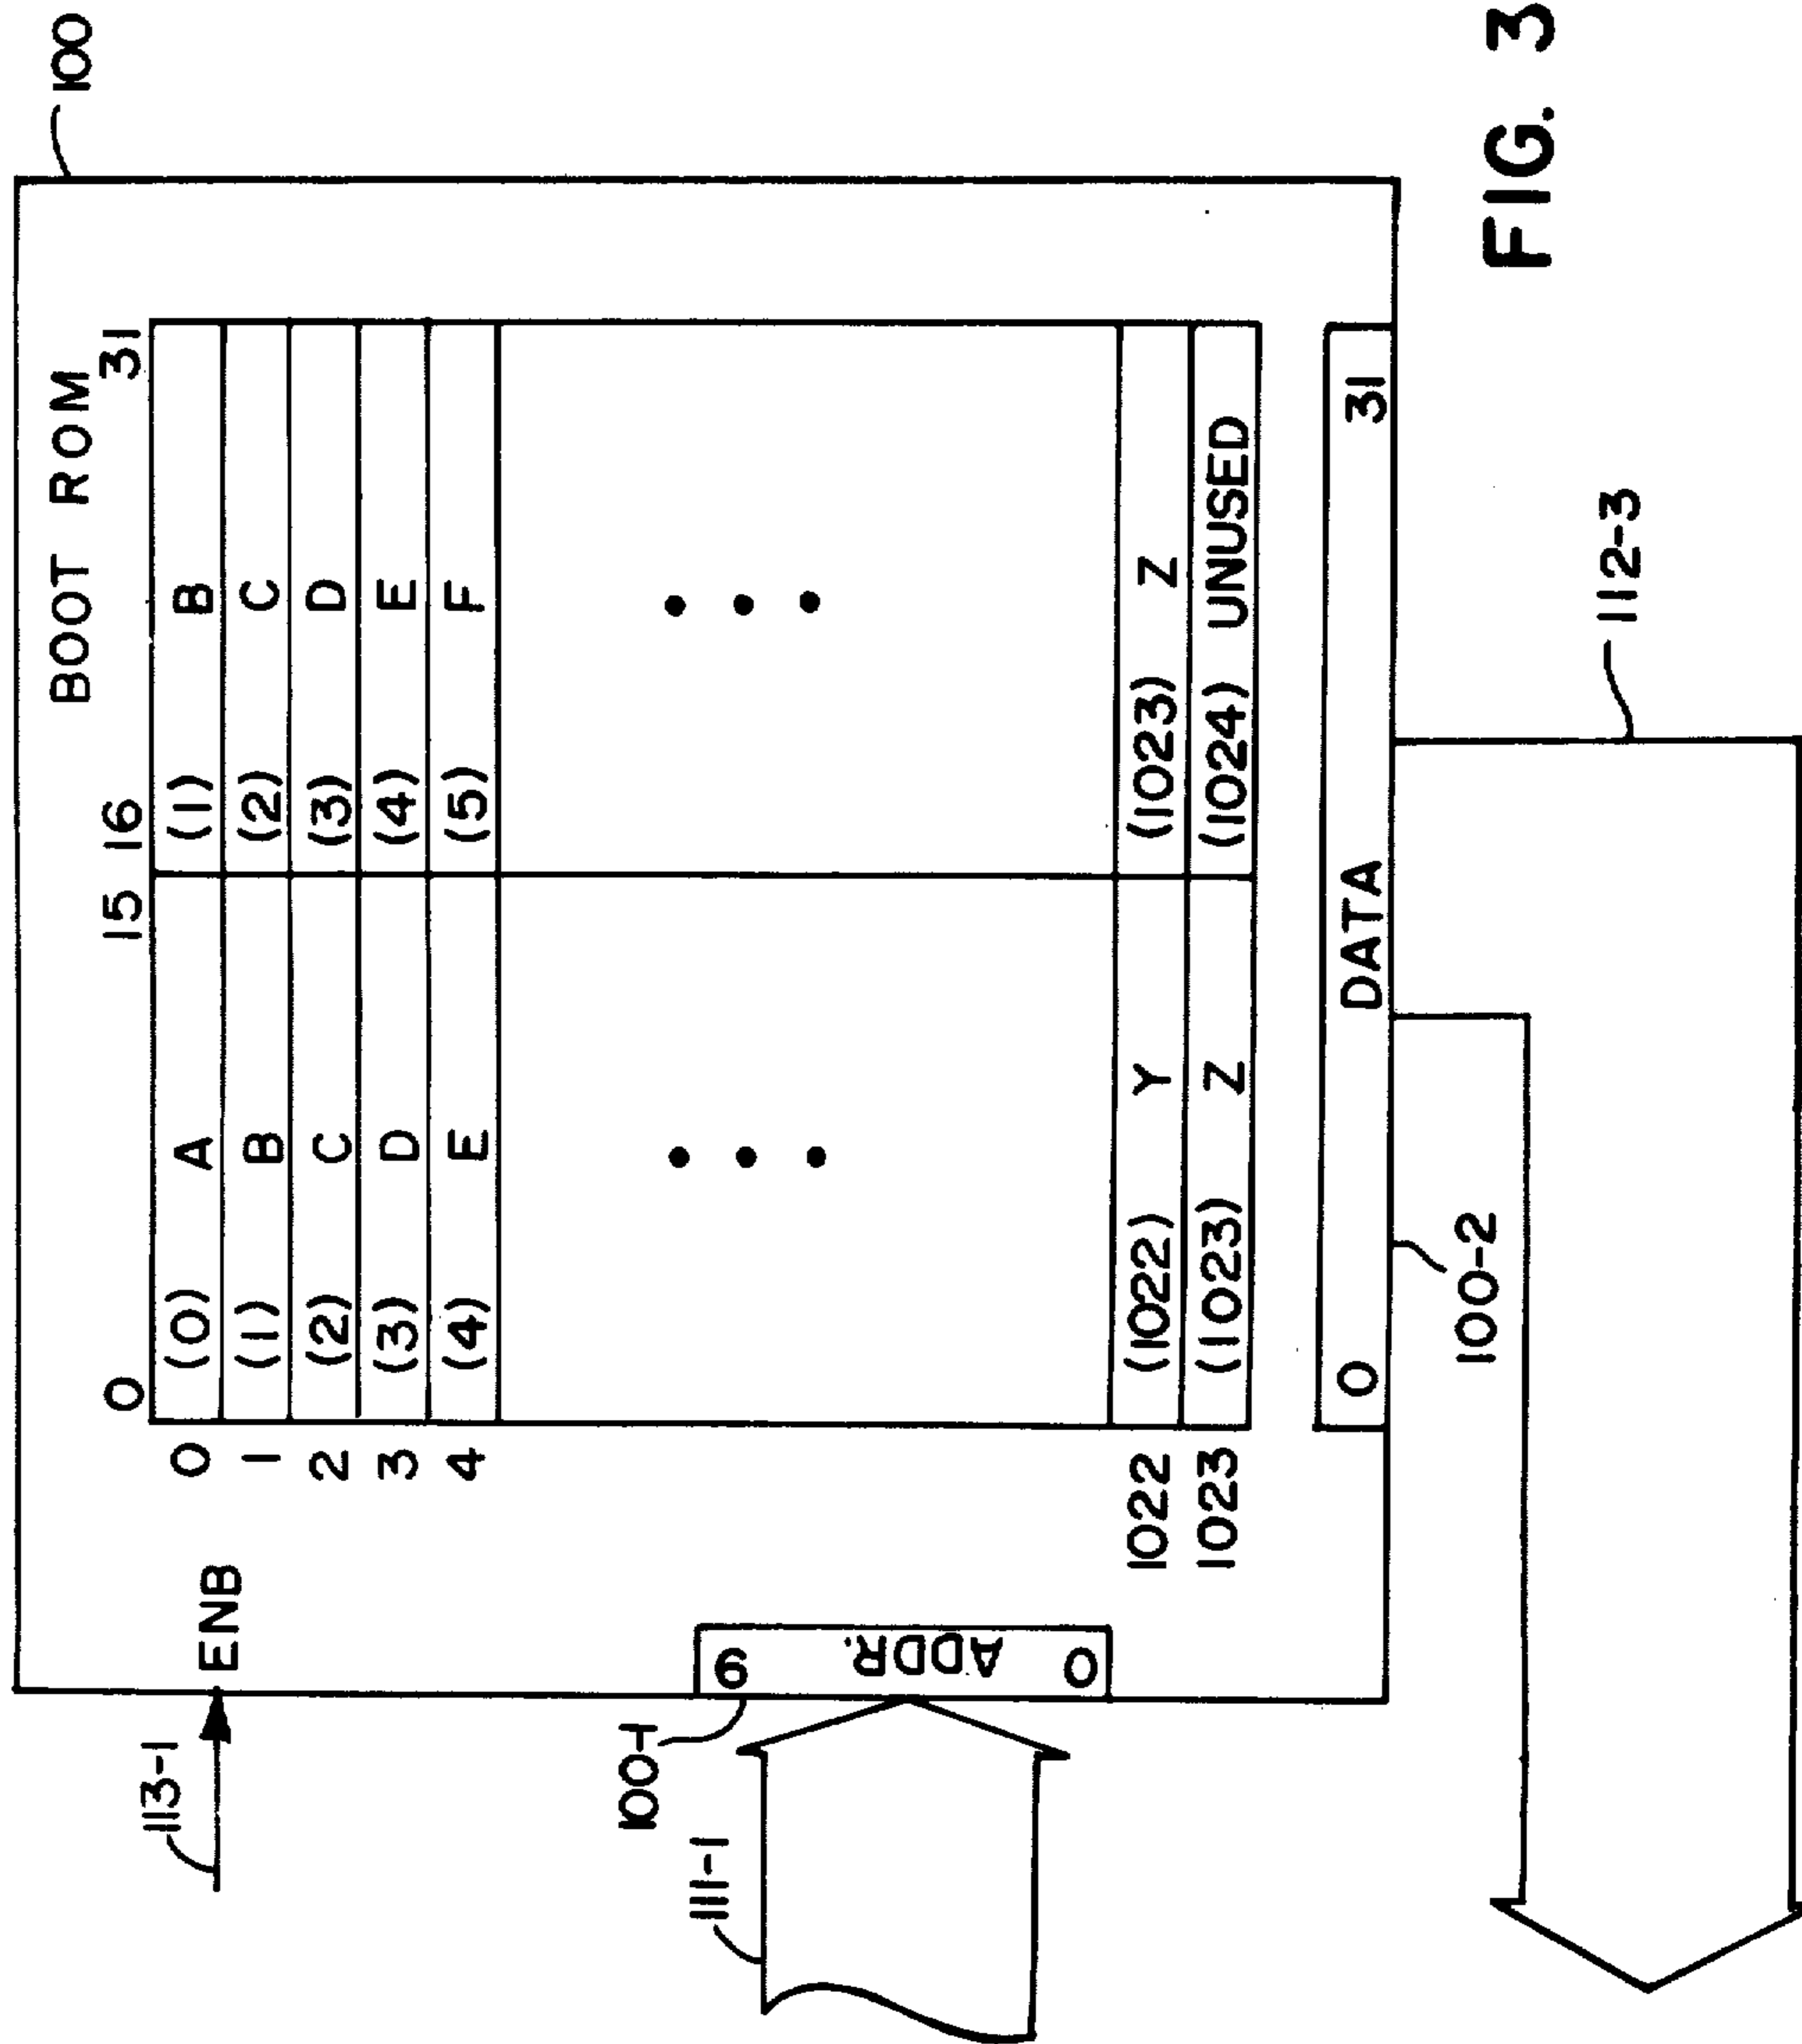 100
BOOT ROM
0 15 16 31
113-1
ENB
0 (0) A (1) B
1 (1) B (2) C
2 (2) C (3) D
3 (3) D (4) E
4 (4) E (5) F
• • • • • •
100-1
111-1
9
ADDR.
0
1022 (1022) Y (1023) Z
1023 (1023) Z (1024) UNUSED
0 DATA 31
100-2
112-3
FIG. 3